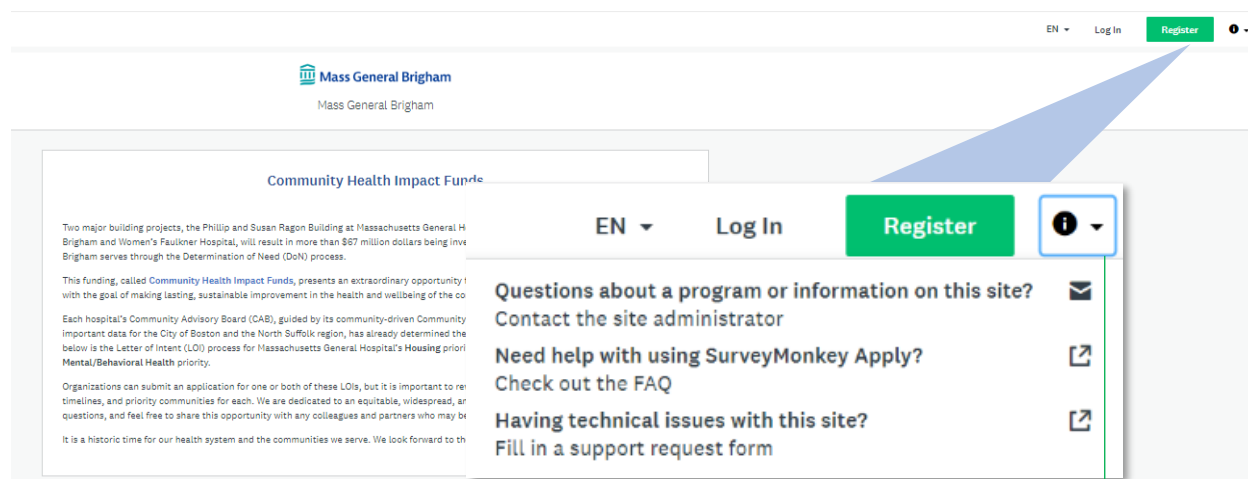 EN Log In Register
Mass General Brigham
Mass General Brigham
Community Health Impact Funds
Two major building projects, the Phillip and Susan Ragon Building at Massachusetts General H
Brigham and Women's Faulkner Hospital, will result in more than $67 million dollars being inve
Brigham serves through the Determination of Need (DoN) process.
This funding, called Community Health Impact Funds, presents an extraordinary opportunity
with the goal of making lasting, sustainable improvement in the health and wellbeing of the co
Each hospital's Community Advisory Board (CAB), guided by its community-driven Community
important data for the City of Boston and the North Suffolk region, has already determined the
below is the Letter of Intent (LOI) process for Massachusetts General Hospital's Housing priori
Mental/Behavioral Health priority.
Organizations can submit an application for one or both of these LOIs, but it is important to re
timelines, and priority communities for each. We are dedicated to an equitable, widespread, a
questions, and feel free to share this opportunity with any colleagues and partners who may be
It is a historic time for our health system and the communities we serve. We look forward to th
EN Log In Register
Questions about a program or information on this site?
Contact the site administrator
Need help with using SurveyMonkey Apply?
Check out the FAQ
Having technical issues with this site?
Fill in a support request form